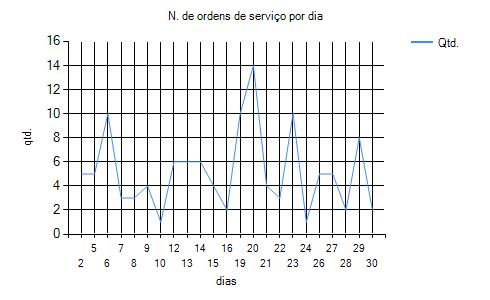 N. de ordens de serviço por dia
16
14
12
10
8
6
4
2
0
qtd.
Qtd.
5 7 9 12 14 16 20 22 24 27 29
2 6 8 10 13 15 19 21 23 26 28 30
dias